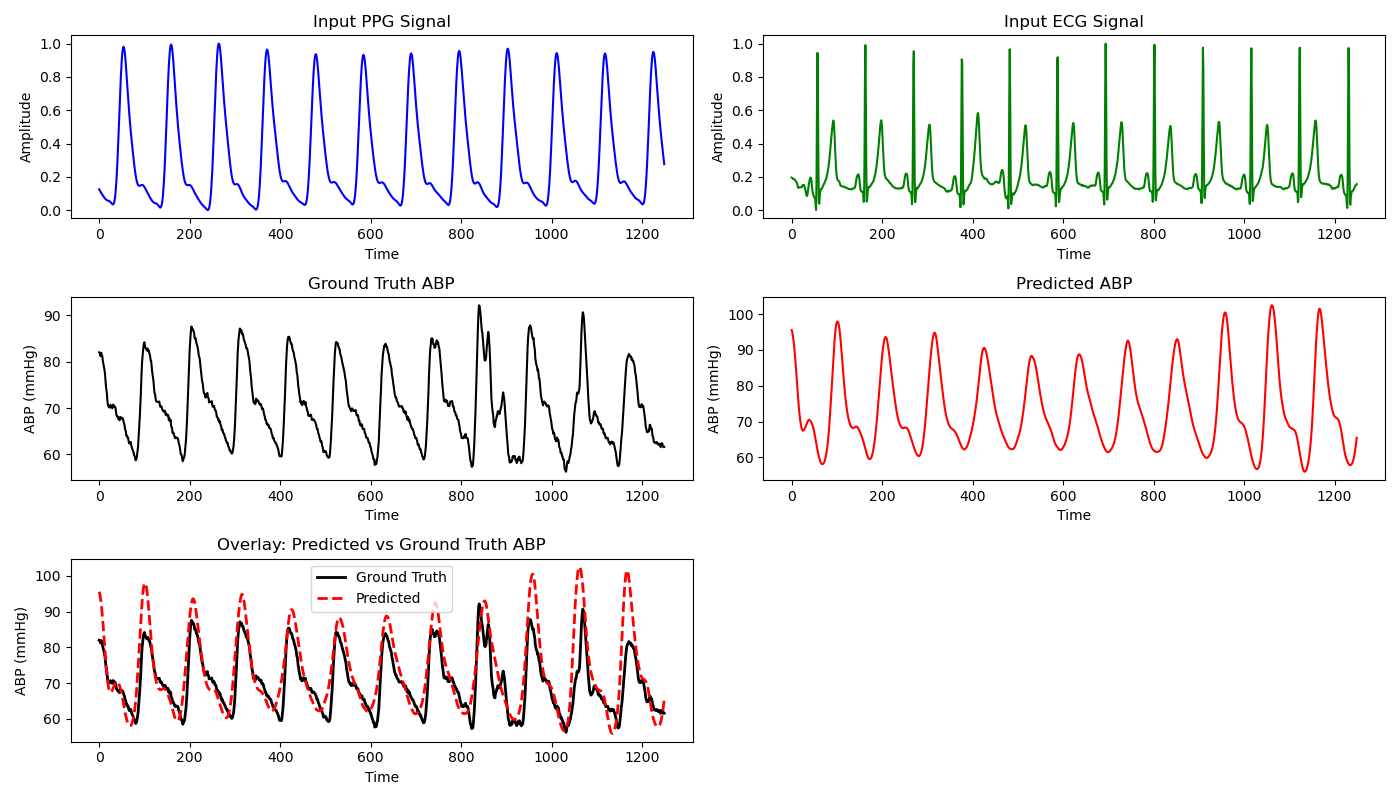 Input PPG Signal
Amplitude
1.0
0.8
0.6
0.4
0.2
0.0
0 200 400 600 800 1000 1200
Time
Input ECG Signal
Amplitude
1.0
0.8
0.6
0.4
0.2
0.0
0 200 400 600 800 1000 1200
Time
Ground Truth ABP
ABP (mmHg)
90
80
70
60
0 200 400 600 800 1000 1200
Time
Predicted ABP
ABP (mmHg)
100
90
80
70
60
0 200 400 600 800 1000 1200
Time
Overlay: Predicted vs Ground Truth ABP
ABP (mmHg)
100
90
80
70
60
Ground Truth
Predicted
0 200 400 600 800 1000 1200
Time